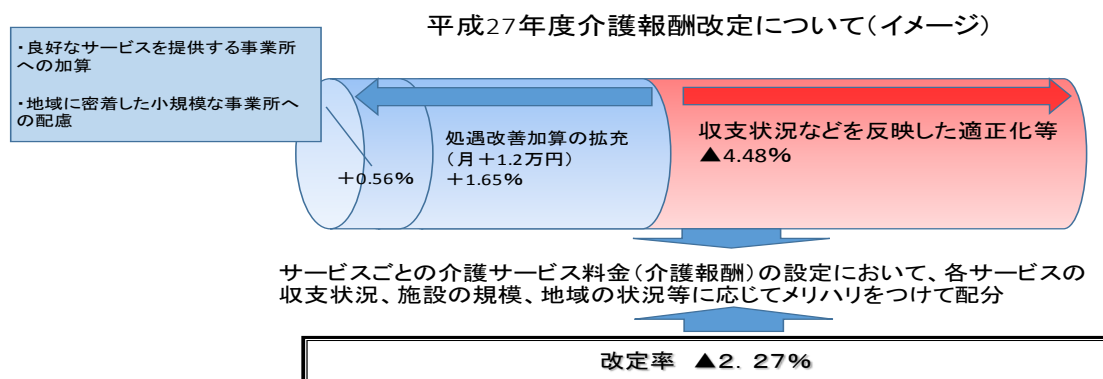 平成27年度介護報酬改定について（イメージ）
・良好なサービスを提供する事業所
への加算
・地域に密着した小規模な事業所へ
の配慮
＋0.56％
処遇改善加算の拡充
（月＋1.2万円）
＋1.65％
収支状況などを反映した適正化等
▲4.48％
サービスごとの介護サービス料金（介護報酬）の設定において、各サービスの
収支状況、施設の規模、地域の状況等に応じてメリハリをつけて配分
改定率　▲２．２７％